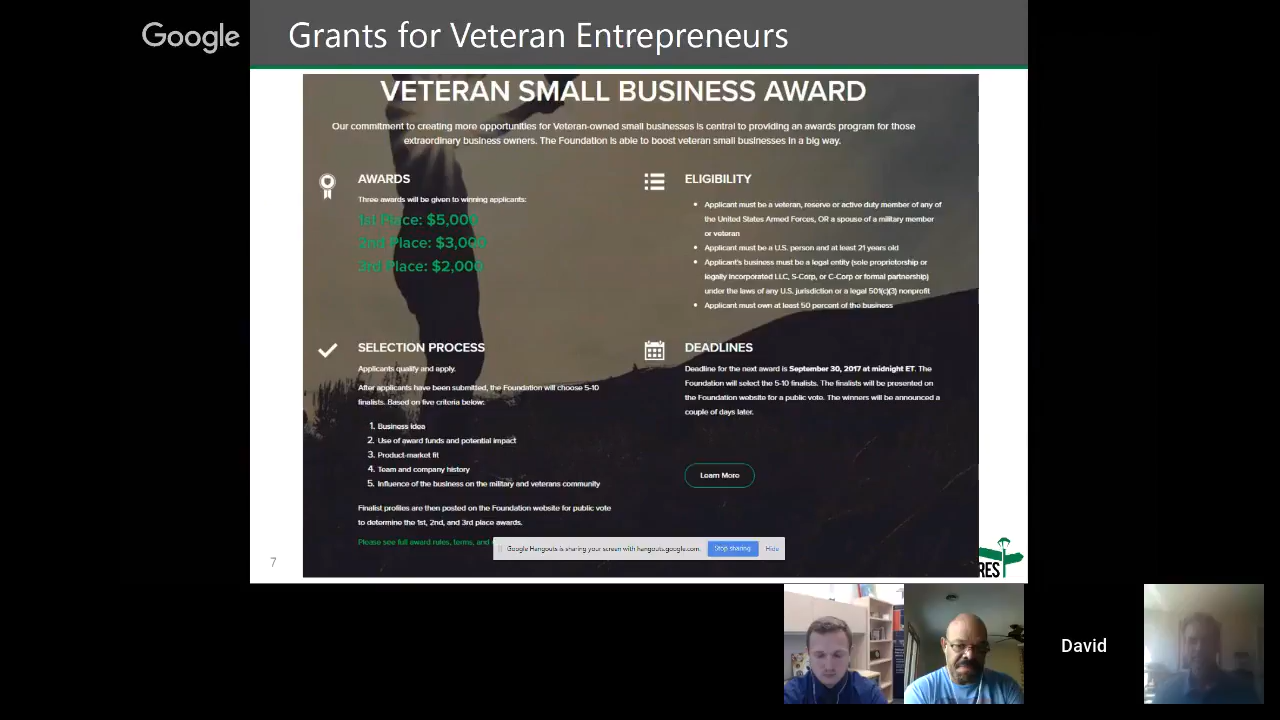 Google
Grants for Veteran Entrepreneurs
VETERAN SMALL BUSINESS AWARD
Our commitment to creating more opportunities for Veteran-owned small businesses is central to providing an awards program for those
extraordinary business owners. The Foundation is able to boost veteran small businesses in a big way.
AWARDS
Three awards will be given to winning applicants:
1st Place: $5,000
2nd Place: $3,000
3rd Place: $2,000
ELIGIBILITY
• Applicant must be a veteran, reserve or active duty member of any of
the United States Armed Forces, OR a spouse of a military member
or veteran
• Applicant must be a U.S. person and at least 21 years old
• Applicant's business must be a legal entity (sole proprietorship or
legally incorporated LLC, S-Corp, or C-Corp or formal partnership)
under the laws of any U.S. jurisdiction or a legal 501(c)(3) nonprofit
• Applicant must own at least 50 percent of the business
SELECTION PROCESS
Applicants qualify and apply.
After applicants have been submitted, the Foundation will choose 5-10
finalists. Based on five criteria below:
1. Business idea
2. Use of award funds and potential impact
3. Product-market fit
4. Team and company history
5. Influence of the business on the military and veterans community
Finalist profiles are then posted on the Foundation website for public vote
to determine the 1st, 2nd, and 3rd place awards.
Please see full award rules, terms, and
DEADLINES
Deadline for the next award is September 30, 2017 at midnight ET. The
Foundation will select the 5-10 finalists. The finalists will be presented on
the Foundation website for a public vote. The winners will be announced a
couple of days later.
Learn More
Google Hangouts is sharing your screen with hangouts.google.com.
Stop sharing
Hide
7
RES
David